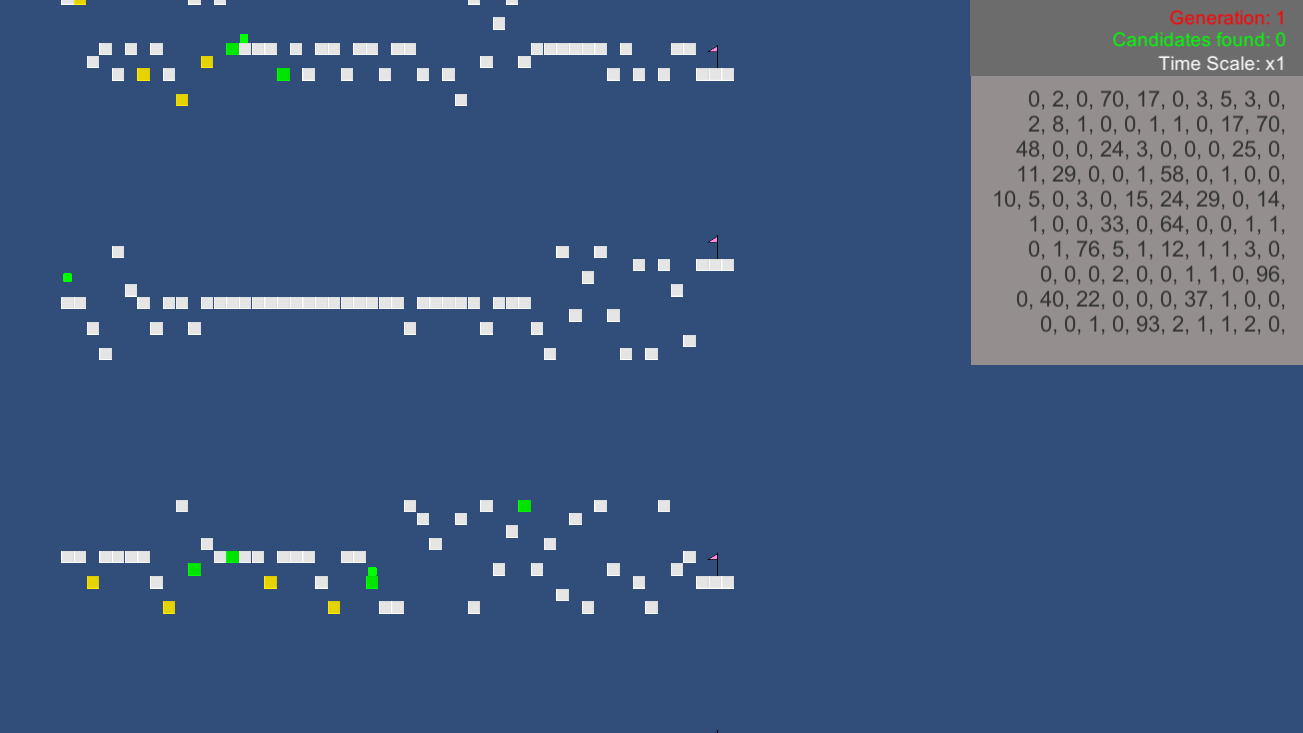 Generation: 1
Candidates found: 0
Time Scale: x1
0, 2, 0, 70, 17, 0, 3, 5, 3, 0,
2, 8, 1, 0, 0, 1, 1, 0, 17, 70,
48, 0, 0, 24, 3, 0, 0, 0, 25, 0,
11, 29, 0, 0, 1, 58, 0, 1, 0, 0,
10, 5, 0, 3, 0, 15, 24, 29, 0, 14,
1, 0, 0, 33, 0, 64, 0, 0, 1, 1,
0, 1, 76, 5, 1, 12, 1, 1, 3, 0,
0, 0, 0, 2, 0, 0, 1, 1, 0, 96,
0, 40, 22, 0, 0, 0, 37, 1, 0, 0,
0, 0, 1, 0, 93, 2, 1, 1, 2, 0,